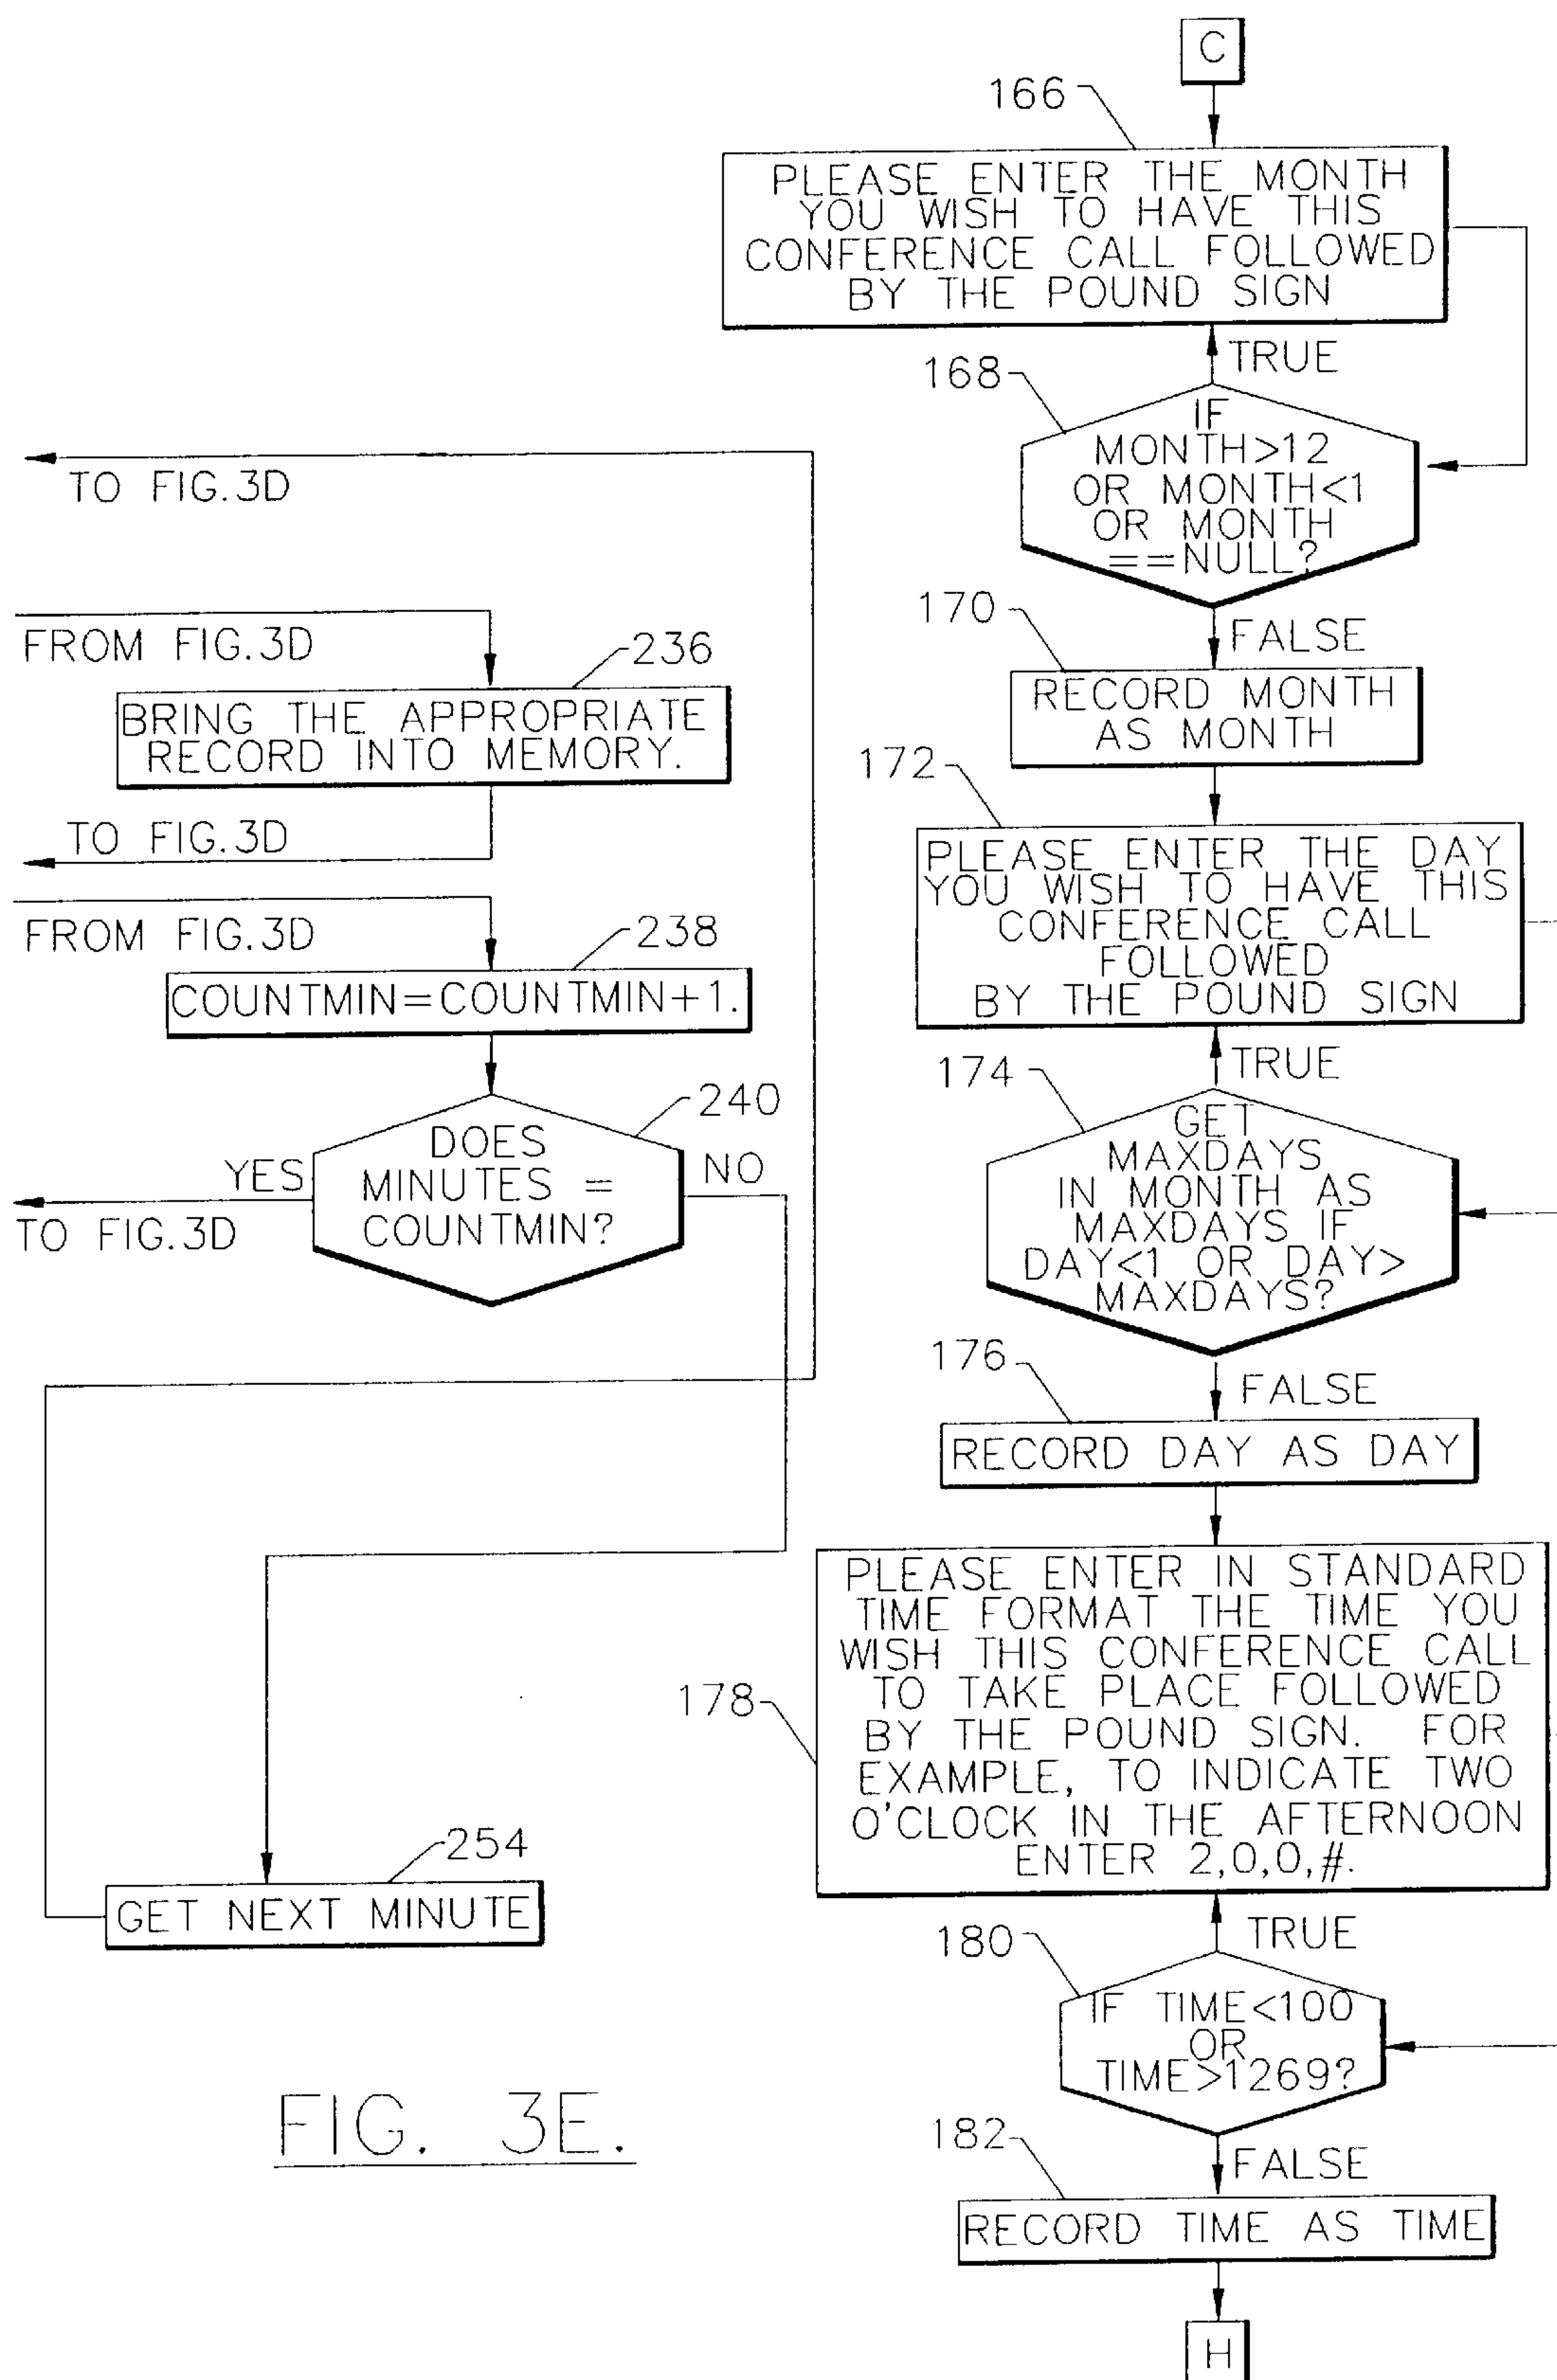 C
166
PLEASE ENTER THE MONTH
YOU WISH TO HAVE THIS
CONFERENCE CALL FOLLOWED
BY THE POUND SIGN
TRUE
168
IF
MONTH>12
OR MONTH<1
OR MONTH
==NULL?
FALSE
170
RECORD MONTH
AS MONTH
172
PLEASE ENTER THE DAY
YOU WISH TO HAVE THIS
CONFERENCE CALL
FOLLOWED
BY THE POUND SIGN
TRUE
174
GET
MAXDAYS
IN MONTH AS
MAXDAYS IF
DAY<1 OR DAY>
MAXDAYS?
176
FALSE
RECORD DAY AS DAY
178
PLEASE ENTER IN STANDARD
TIME FORMAT THE TIME YOU
WISH THIS CONFERENCE CALL
TO TAKE PLACE FOLLOWED
BY THE POUND SIGN. FOR
EXAMPLE, TO INDICATE TWO
O'CLOCK IN THE AFTERNOON
ENTER 2,0,0,#.
TRUE
180
IF TIME<100
OR
TIME>1269?
182
FALSE
RECORD TIME AS TIME
H
TO FIG.3D
FROM FIG.3D
236
BRING THE APPROPRIATE
RECORD INTO MEMORY.
TO FIG.3D
FROM FIG.3D
238
COUNTMIN=COUNTMIN+1.
240
DOES
MINUTES =
COUNTMIN?
YES
NO
TO FIG.3D
254
GET NEXT MINUTE
FIG. 3E.